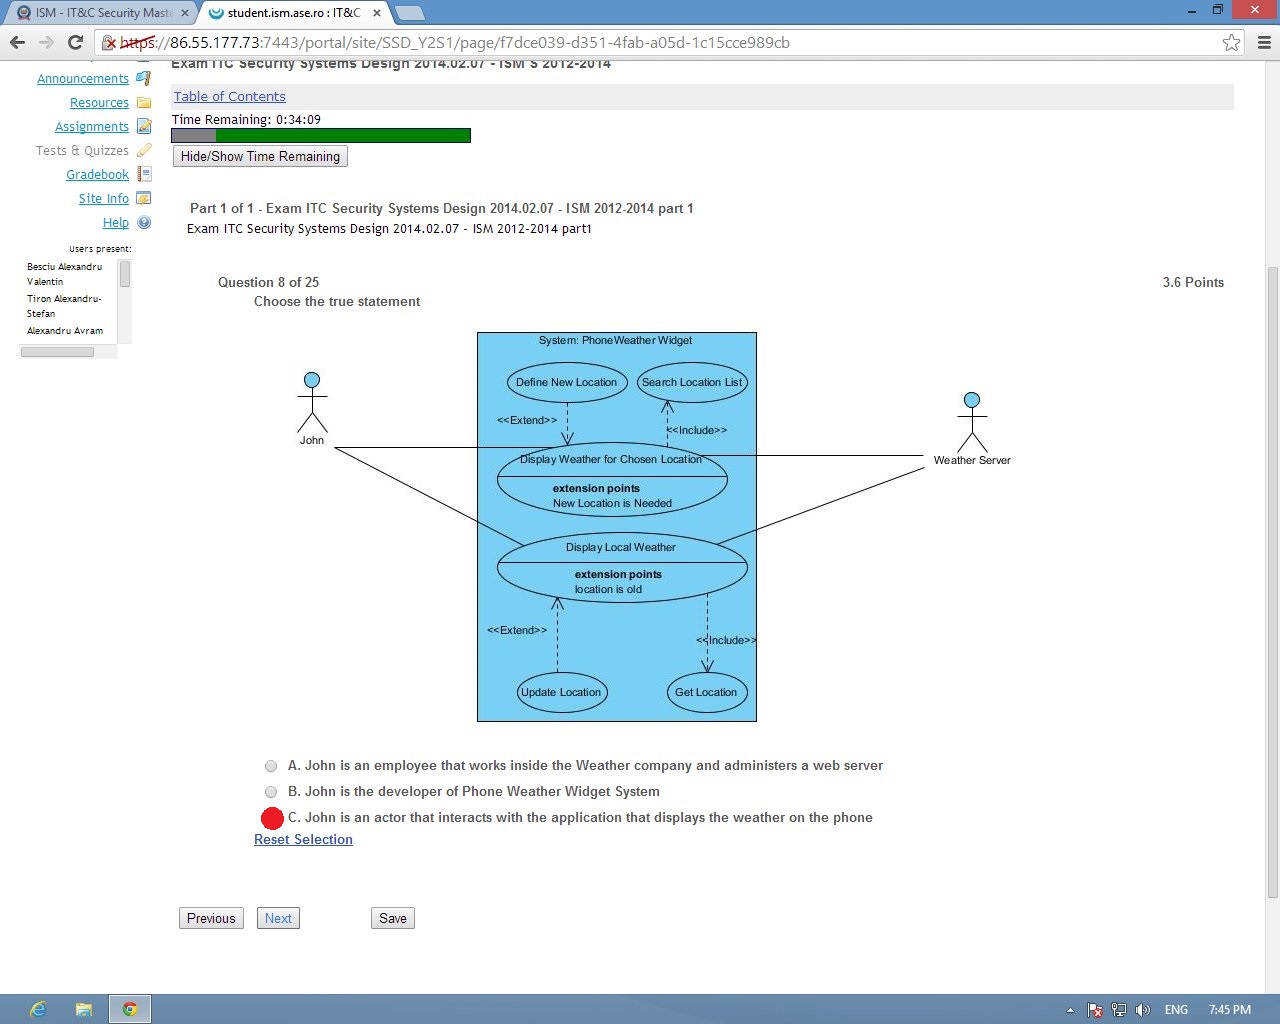 ISM - IT&C Security Maste
student.ism.ase.ro : IT&C
https://86.55.177.73:7443/portal/site/SSD_Y2S1/page/f7dce039-d351-4fab-a05d-1c15cce989cb
Exam ITC Security Systems Design 2014.02.07 - ISM S 2012-2014
Announcements
Resources
Assignments
Tests & Quizzes
Gradebook
Site Info
Help
Users present:
Besciu Alexandru
Valentin
Tiron Alexandru-
Stefan
Alexandru Avram
Table of Contents
Time Remaining: 0:34:09
Hide/Show Time Remaining
Part 1 of 1 - Exam ITC Security Systems Design 2014.02.07 - ISM 2012-2014 part 1
Exam ITC Security Systems Design 2014.02.07 - ISM 2012-2014 part1
Question 8 of 25
3.6 Points
Choose the true statement
System: PhoneWeather Widget
Define New Location
Search Location List
<<Extend>>
<<Include>>
John
Weather Server
Display Weather for Chosen Location
extension points
New Location is Needed
Display Local Weather
extension points
location is old
<<Extend>>
<<Include>>
Update Location
Get Location
A. John is an employee that works inside the Weather company and administers a web server
B. John is the developer of Phone Weather Widget System
C. John is an actor that interacts with the application that displays the weather on the phone
Reset Selection
Previous
Next
Save
ENG
7:45 PM